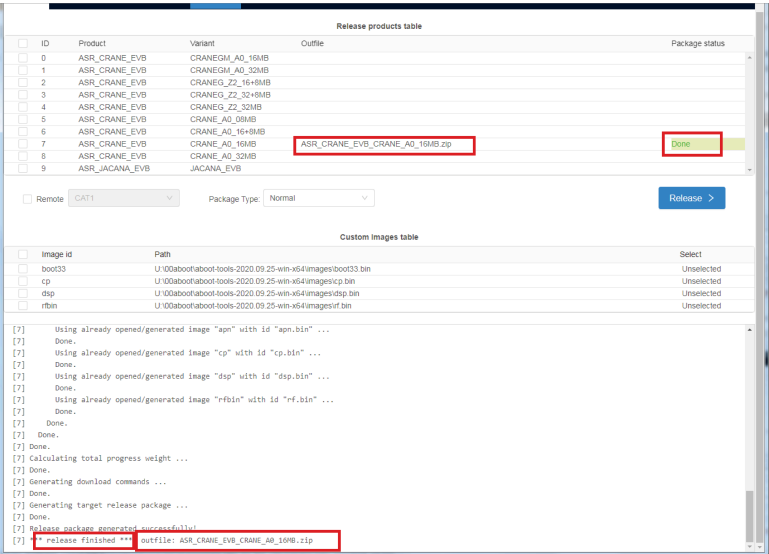 Release products table
ID Product Variant Outfile Package status
0 ASR_CRANE_EVB CRANEGM_A0_16MB
1 ASR_CRANE_EVB CRANEGM_A0_32MB
2 ASR_CRANE_EVB CRANEG_Z2_16+8MB
3 ASR_CRANE_EVB CRANEG_Z2_32+8MB
4 ASR_CRANE_EVB CRANEG_Z2_32MB
5 ASR_CRANE_EVB CRANE_A0_08MB
6 ASR_CRANE_EVB CRANE_A0_16+8MB
7 ASR_CRANE_EVB CRANE_A0_16MB ASR_CRANE_EVB_CRANE_A0_16MB.zip Done
8 ASR_CRANE_EVB CRANE_A0_32MB
9 ASR_JACANA_EVB JACANA_EVB
Remote CAT1 Package Type: Normal Release >
Custom images table
Image id Path Select
boot33 U:\00aboot\aboot-tools-2020.09.25-win-x64\images\boot33.bin Unselected
cp U:\00aboot\aboot-tools-2020.09.25-win-x64\images\cp.bin Unselected
dsp U:\00aboot\aboot-tools-2020.09.25-win-x64\images\dsp.bin Unselected
rfbin U:\00aboot\aboot-tools-2020.09.25-win-x64\images\rf.bin Unselected
[7] Using already opened/generated image "apn" with id "apn.bin" ...
[7] Done.
[7] Using already opened/generated image "cp" with id "cp.bin" ...
[7] Done.
[7] Using already opened/generated image "dsp" with id "dsp.bin" ...
[7] Done.
[7] Using already opened/generated image "rfbin" with id "rf.bin" ...
[7] Done.
[7] Done.
[7] Done.
[7] Done.
[7] Calculating total progress weight ...
[7] Done.
[7] Generating download commands ...
[7] Done.
[7] Generating target release package ...
[7] Done.
[7] Release package generated successfully!
[7] *** release finished *** outfile: ASR_CRANE_EVB_CRANE_A0_16MB.zip